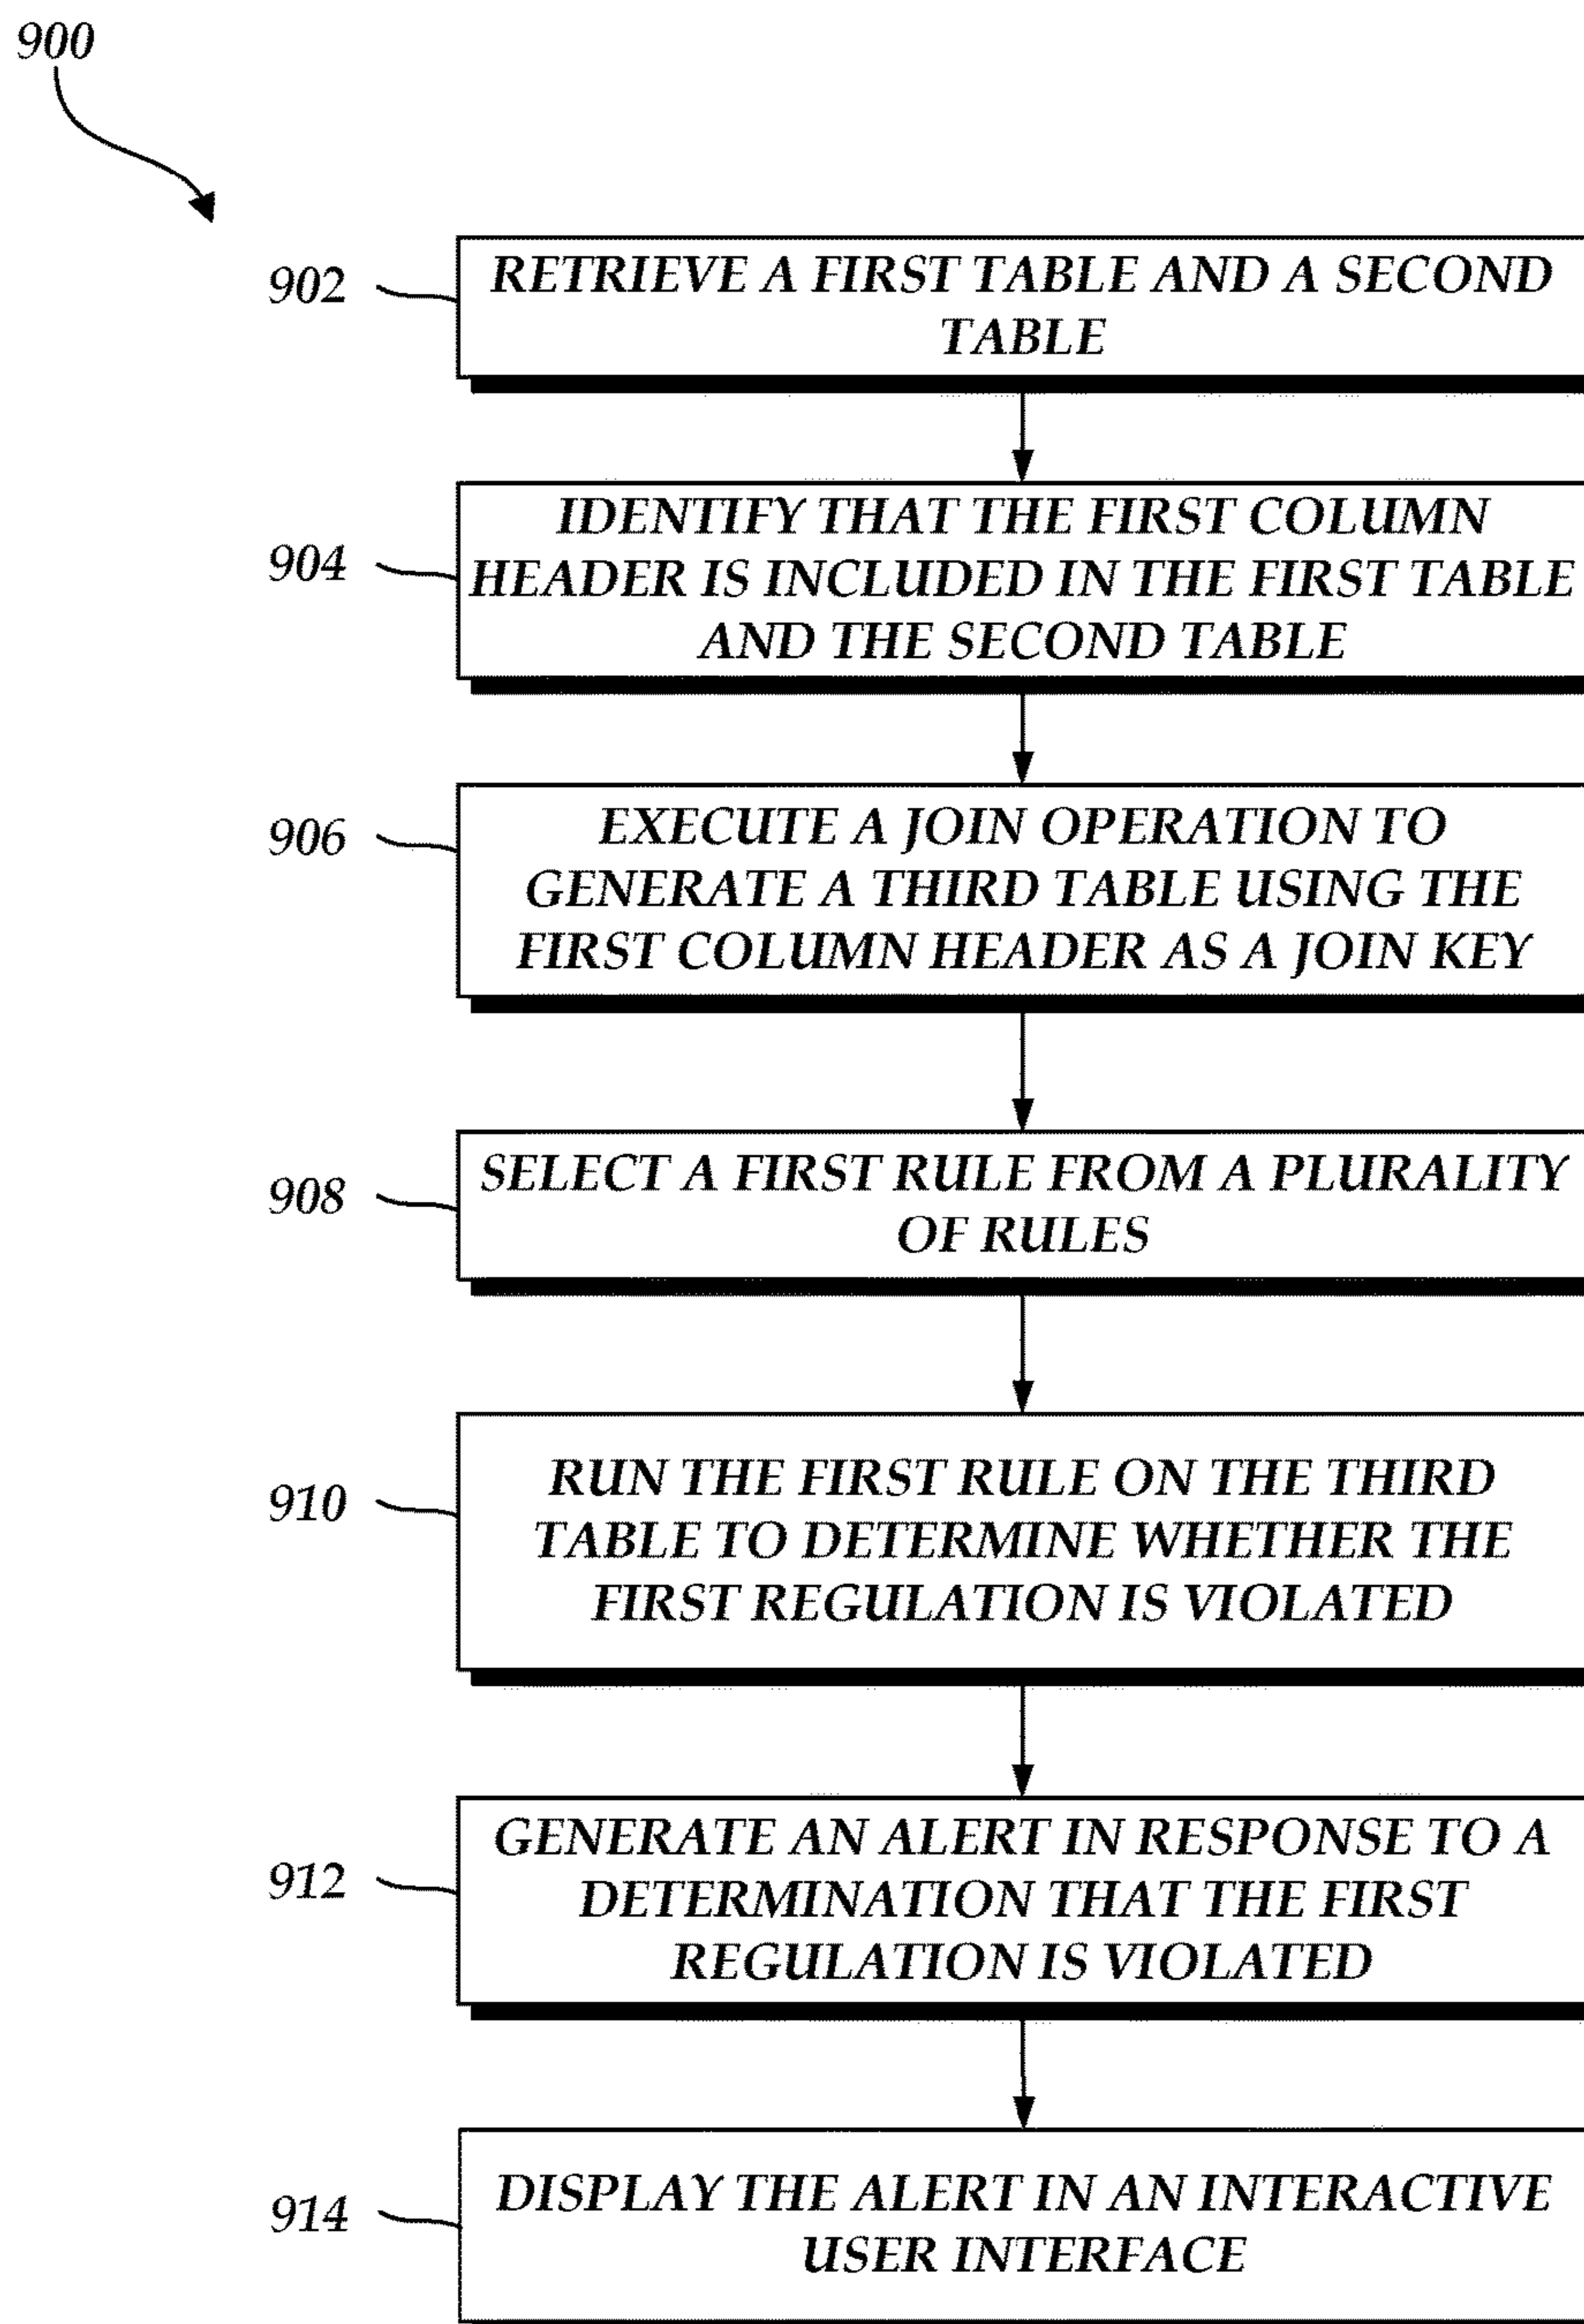 900
902
RETRIEVE A FIRST TABLE AND A SECOND
TABLE
904
IDENTIFY THAT THE FIRST COLUMN
HEADER IS INCLUDED IN THE FIRST TABLE
AND THE SECOND TABLE
906
EXECUTE A JOIN OPERATION TO
GENERATE A THIRD TABLE USING THE
FIRST COLUMN HEADER AS A JOIN KEY
908
SELECT A FIRST RULE FROM A PLURALITY
OF RULES
910
RUN THE FIRST RULE ON THE THIRD
TABLE TO DETERMINE WHETHER THE
FIRST REGULATION IS VIOLATED
912
GENERATE AN ALERT IN RESPONSE TO A
DETERMINATION THAT THE FIRST
REGULATION IS VIOLATED
914
DISPLAY THE ALERT IN AN INTERACTIVE
USER INTERFACE